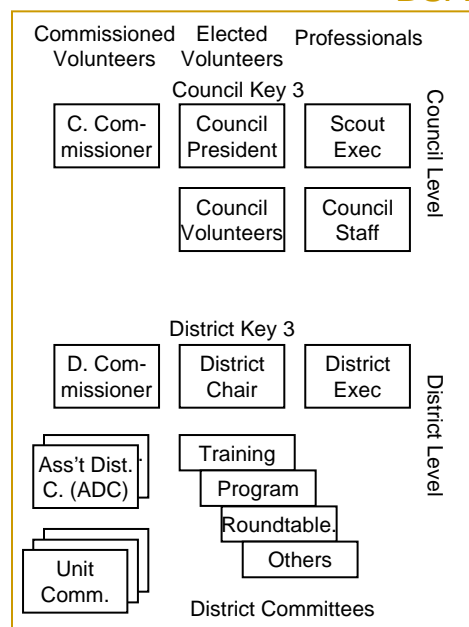 Commissioned Elected Professionals
Volunteers Volunteers
Council Key 3
C. Com-
missioner
Council
President
Scout
Exec
Council
Volunteers
Council
Staff
Council Level
District Key 3
D. Com-
missioner
District
Chair
District
Exec
Ass't Dist.
C. (ADC)
Unit
Comm.
Training
Program
Roundtable.
Others
District Level
District Committees